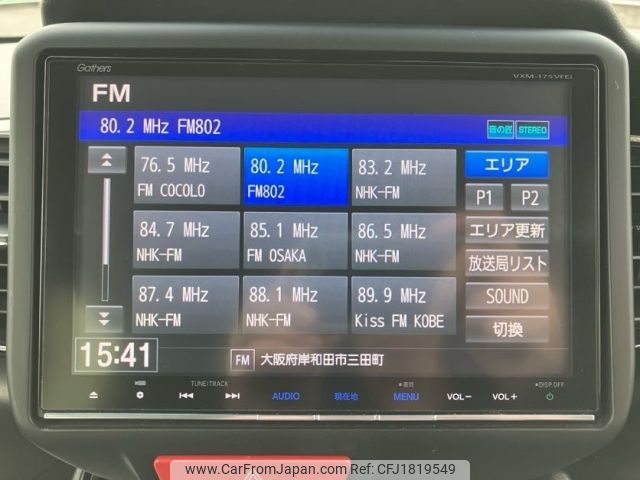 Gathers
VXM-175VFEi
FM
80.2 MHz FM802
音の匠 STEREO
76.5 MHz
FM COCOLO
80.2 MHz
FM802
83.2 MHz
NHK-FM
エリア
P1 P2
84.7 MHz
NHK-FM
85.1 MHz
FM OSAKA
86.5 MHz
NHK-FM
エリア更新
放送局リスト
87.4 MHz
NHK-FM
88.1 MHz
NHK-FM
89.9 MHz
Kiss FM KOBE
SOUND
切換
15:41
FM 大阪府岸和田市三田町
TUNE/TRACK
AUDIO
現在地
●画質
MENU
VOL−
VOL+
●DISP OFF
www.CarFromJapan.com Ref-ID: CFJ1819549